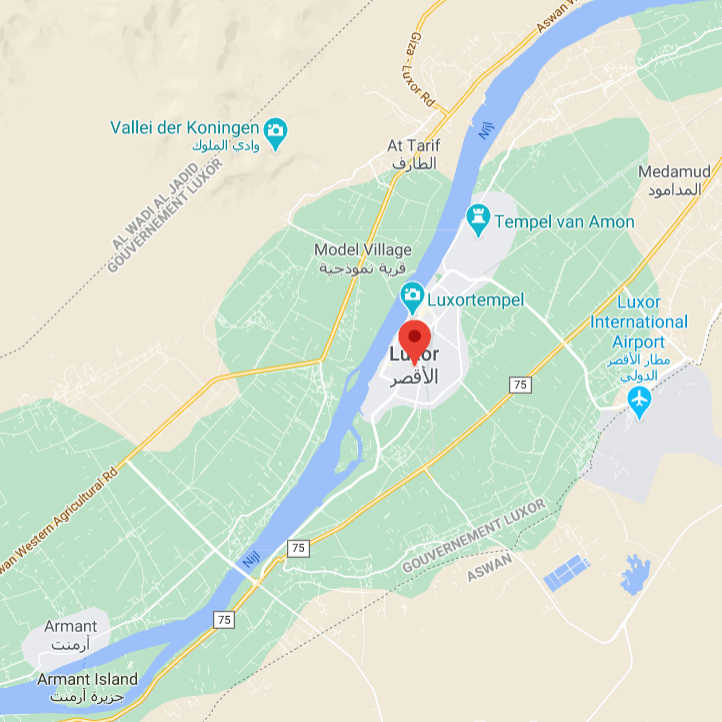 Aswan
Giza - Luxor Rd
Nijl
Vallei der Koningen
وادي الملوك
At Tarif
الطارف
Medamud
المدامود
AL WADI AL JADID
GOUVERNEMENT LUXOR
Tempel van Amon
Model Village
قرية نموذجية
Luxortempel
Luxor
International
Airport
مطار الأقصر
الدولي
Luxor
الأقصر
75
wan Western Agricultural Rd
75
GOUVERNEMENT LUXOR
ASWAN
Nijl
75
Armant
أرمنت
Armant Island
جزيرة أرمنت